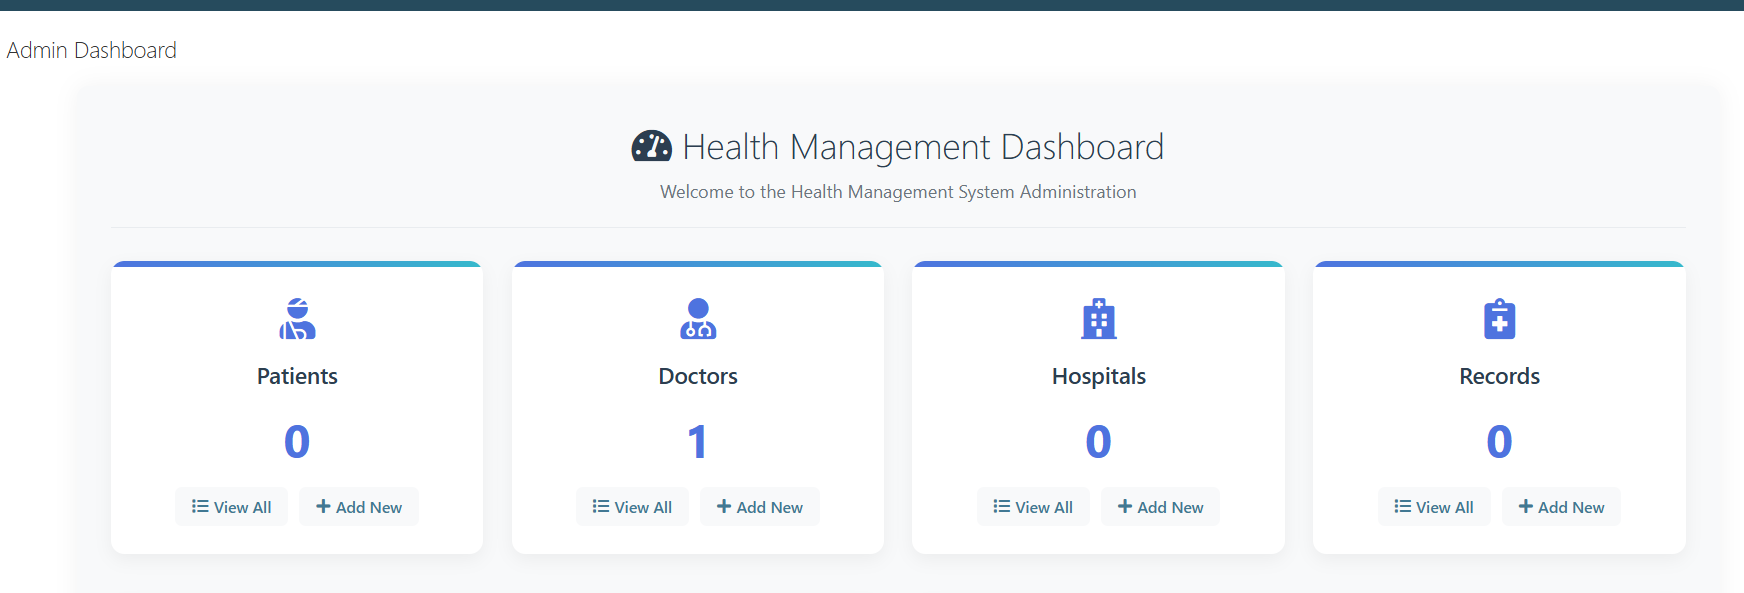 Admin Dashboard
Health Management Dashboard
Welcome to the Health Management System Administration
Patients
0
View All
Add New
Doctors
1
View All
Add New
Hospitals
0
View All
Add New
Records
0
View All
Add New